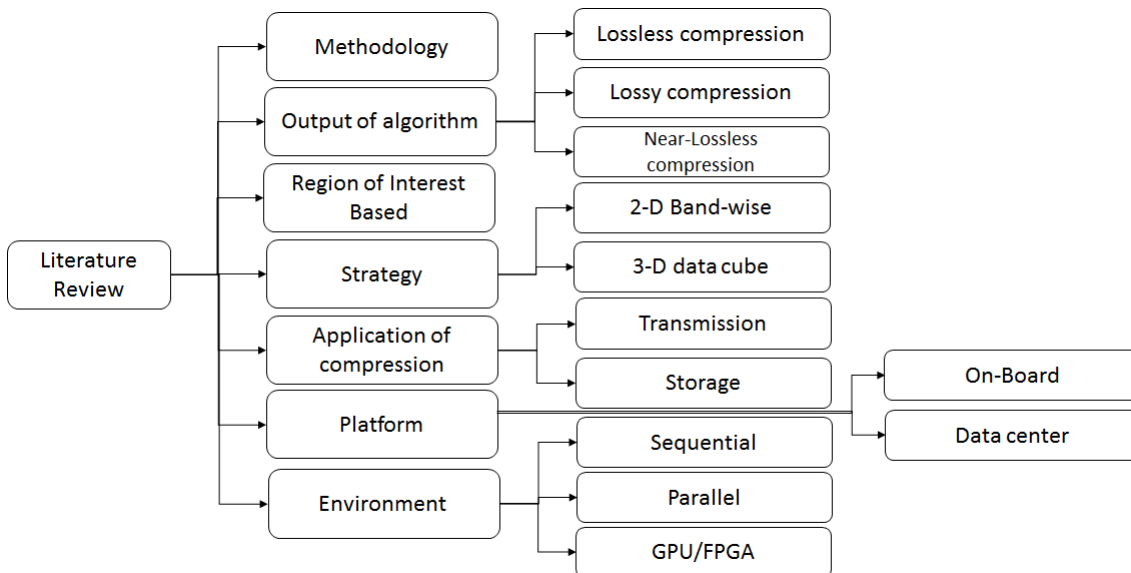 Literature
Review
Methodology
Output of algorithm
Region of Interest
Based
Strategy
Application of
compression
Platform
Environment
Lossless compression
Lossy compression
Near-Lossless
compression
2-D Band-wise
3-D data cube
Transmission
Storage
Sequential
Parallel
GPU/FPGA
On-Board
Data center